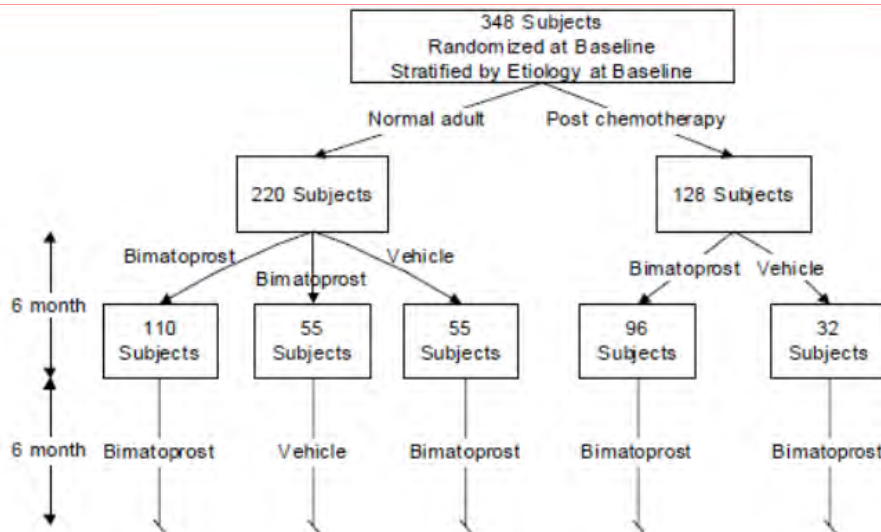 348 Subjects
Randomized at Baseline
Stratified by Etiology at Baseline
Normal adult
Post chemotherapy
220 Subjects
128 Subjects
Bimatoprost
Bimatoprost
Vehicle
Bimatoprost
Vehicle
6 month
110
Subjects
55
Subjects
55
Subjects
96
Subjects
32
Subjects
6 month
Bimatoprost
Vehicle
Bimatoprost
Bimatoprost
Bimatoprost